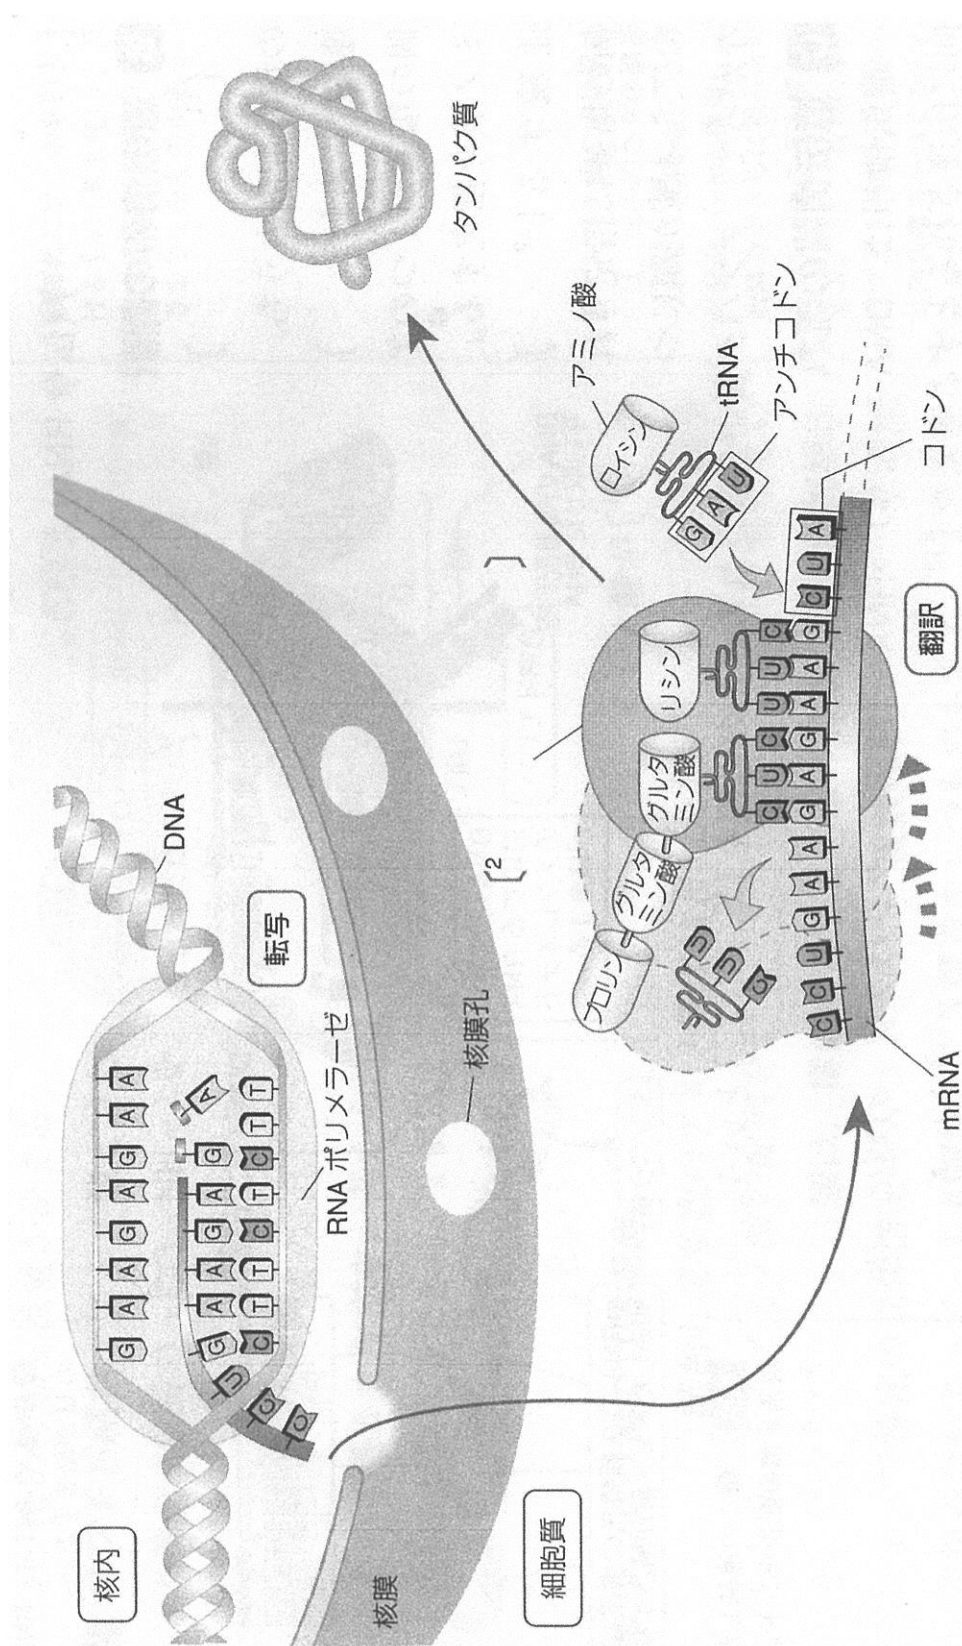 核内
転写
DNA
G A A G A G A A
G A A G A G A
U C C
C T T C T C T T
RNA ポリメラーゼ
核膜
核膜孔
細胞質
〔2 〕
タンパク質
アミノ酸
ロイシン
tRNA
G A U
アンチコドン
プロリン
グルタ
ミン酸
グルタ
ミン酸
リシン
C U U
C U C U U C
C C U G A A G A G A A G C U A
コドン
mRNA
翻訳